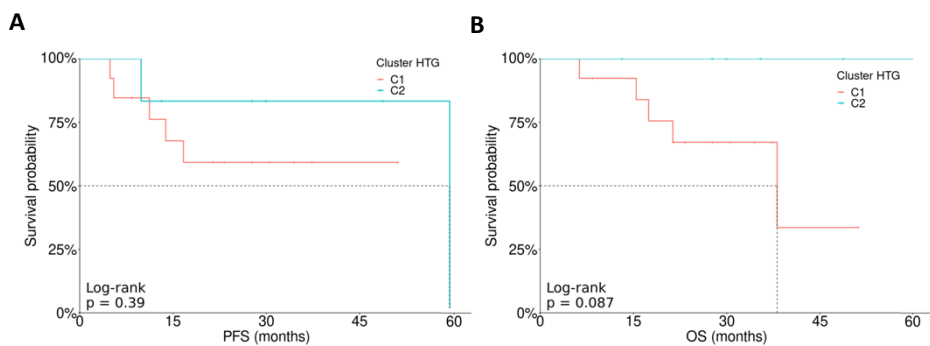 A
Survival probability
100%
75%
50%
25%
0%
Cluster HTG
C1
C2
Log-rank
p = 0.39
0 15 30 45 60
PFS (months)
B
Survival probability
100%
75%
50%
25%
0%
Cluster HTG
C1
C2
Log-rank
p = 0.087
0 15 30 45 60
OS (months)